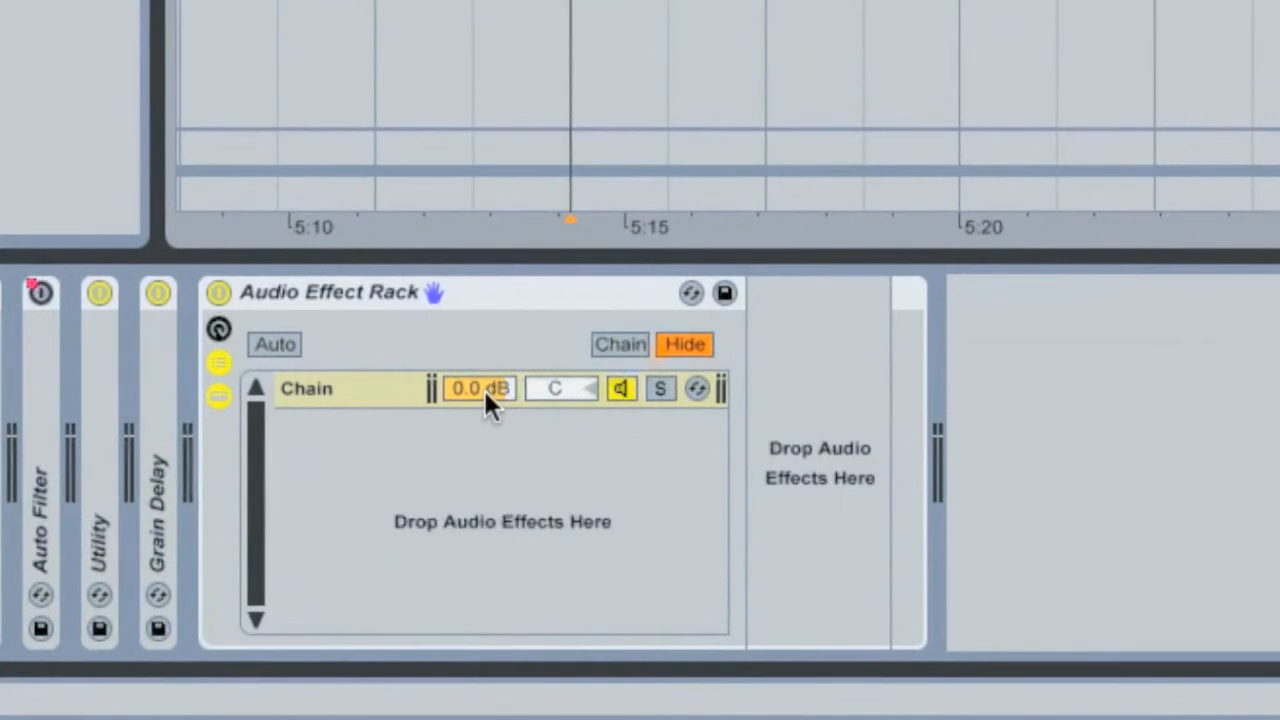 5:10 5:15 5:20
Audio Effect Rack
Auto Chain Hide
Chain 0.0 dB C S
Drop Audio Effects Here
Drop Audio
Effects Here
Auto Filter
Utility
Grain Delay